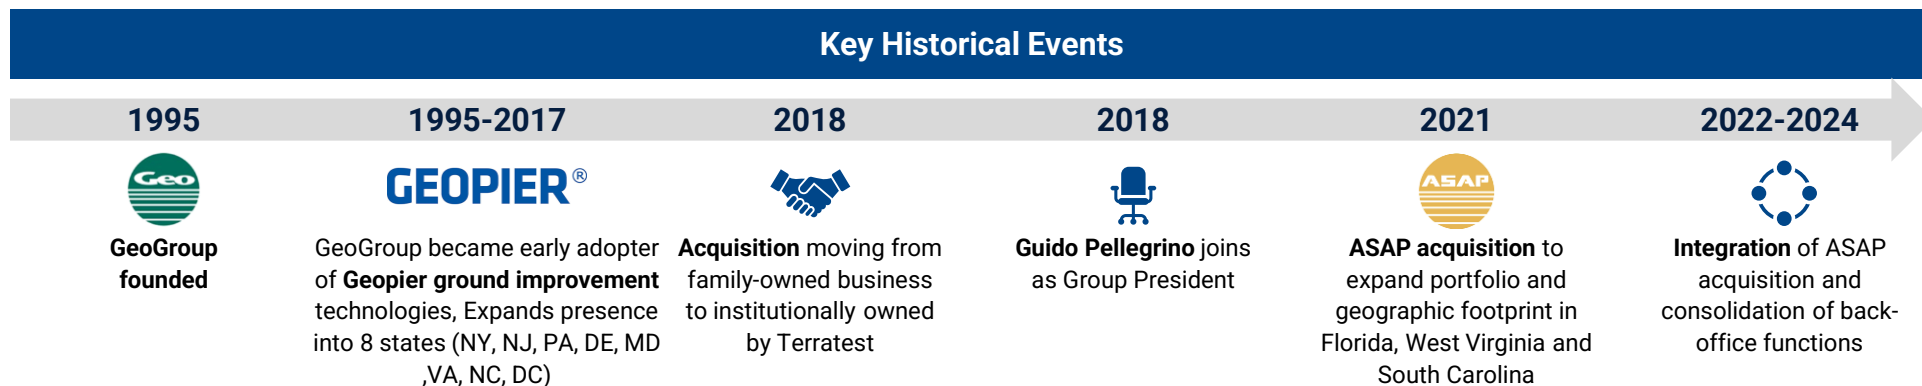 Key Historical Events
1995
1995-2017
2018
2018
2021
2022-2024
Geo
GeoGroup
founded
GEOPIER®
GeoGroup became early adopter
of Geopier ground improvement
technologies, Expands presence
into 8 states (NY, NJ, PA, DE, MD
,VA, NC, DC)
Acquisition moving from
family-owned business
to institutionally owned
by Terratest
Guido Pellegrino joins
as Group President
ASAP
ASAP acquisition to
expand portfolio and
geographic footprint in
Florida, West Virginia and
South Carolina
Integration of ASAP
acquisition and
consolidation of back-
office functions